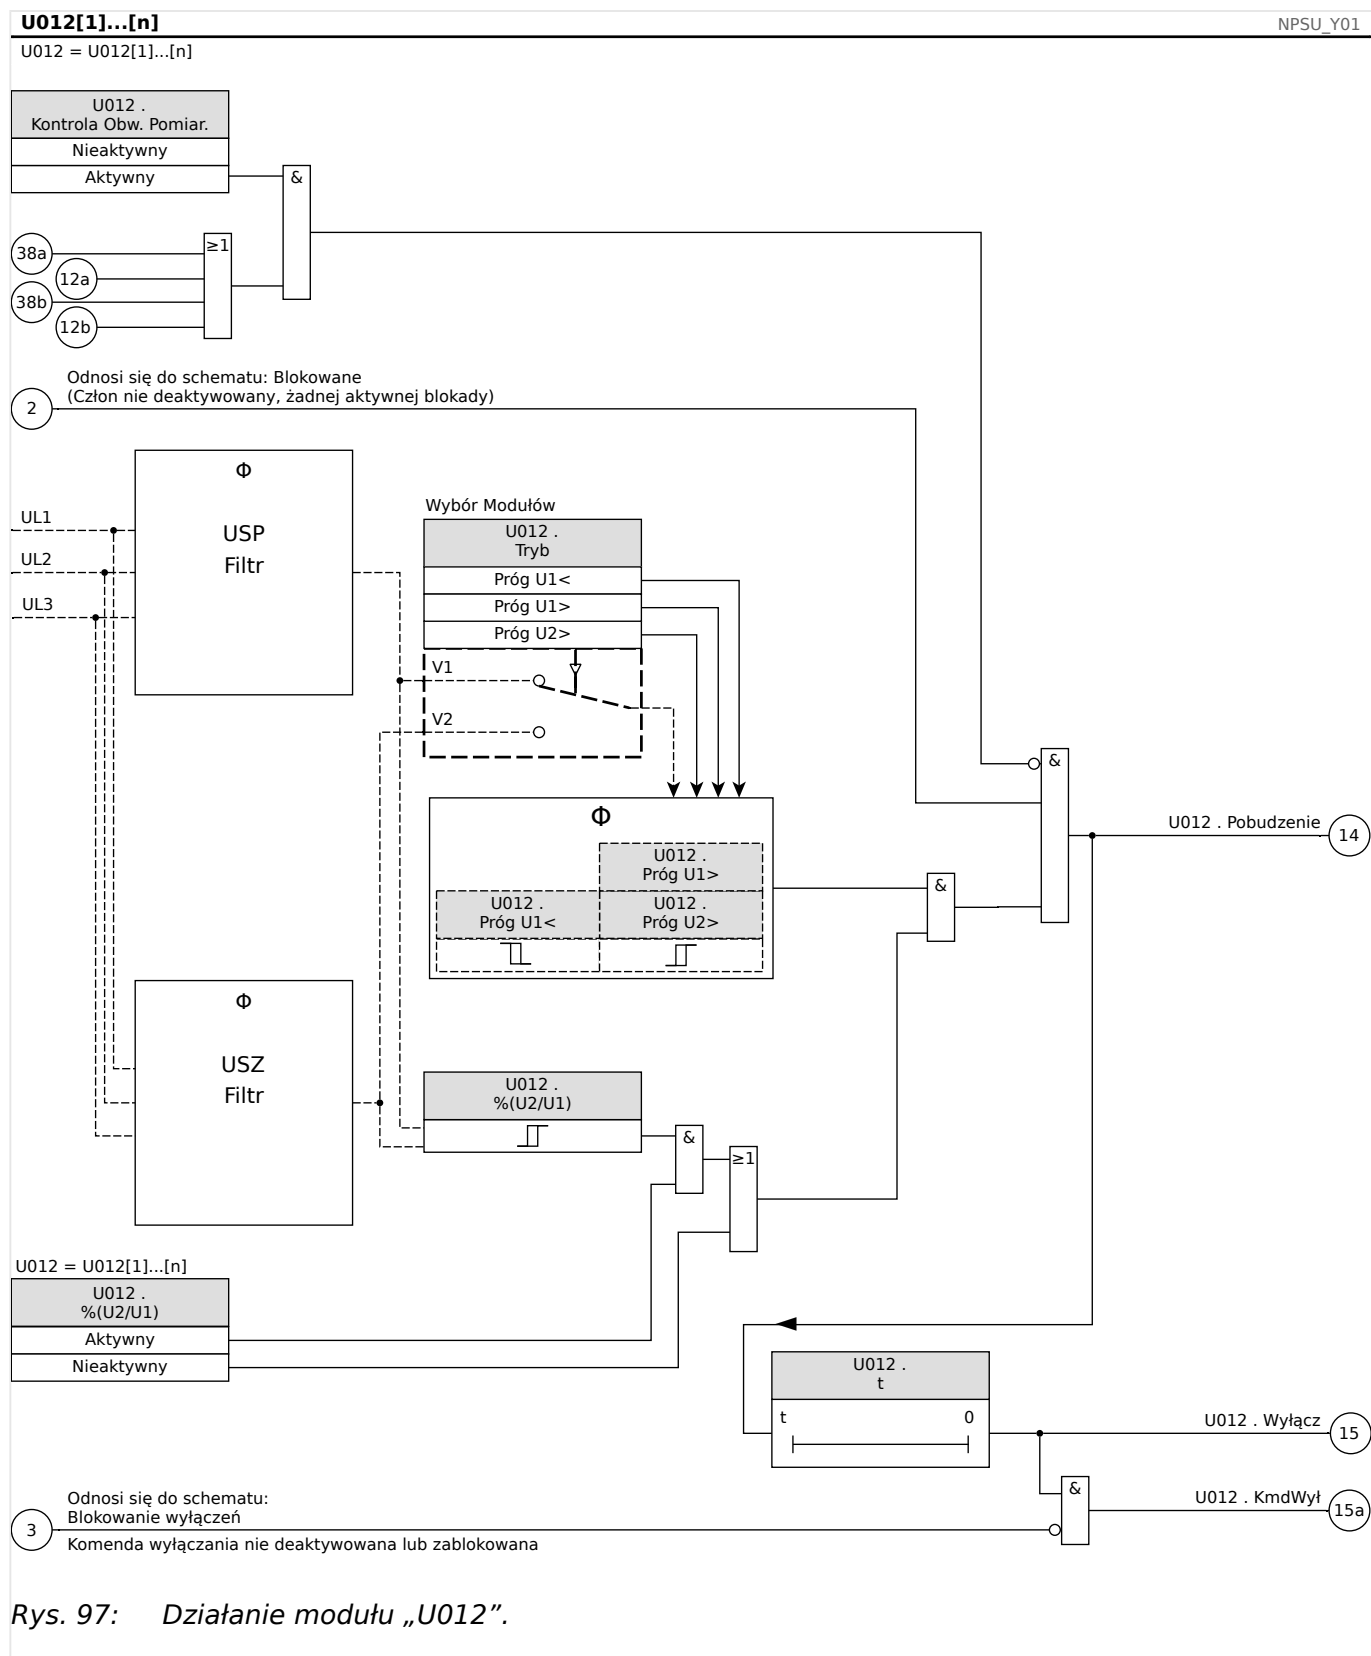 U012[1]...[n]
NPSU_Y01
U012 = U012[1]...[n]
U012 .
Kontrola Obw. Pomiar.
Nieaktywny
Aktywny
&
≥1
38a
12a
38b
12b
Odnosi się do schematu: Blokowane
(Człon nie deaktywowany, żadnej aktywnej blokady)
2
Φ
USP
Filtr
UL1
UL2
UL3
Wybór Modułów
U012 .
Tryb
Próg U1<
Próg U1>
Próg U2>
V1
V2
&
U012 . Pobudzenie
14
Φ
U012 .
Próg U1>
U012 .
Próg U1<
U012 .
Próg U2>
&
Φ
USZ
Filtr
U012 .
%(U2/U1)
&
≥1
U012 = U012[1]...[n]
U012 .
%(U2/U1)
Aktywny
Nieaktywny
U012 .
t
t 0
U012 . Wyłącz
15
&
U012 . KmdWył
15a
Odnosi się do schematu:
Blokowanie wyłączeń
3
Komenda wyłączania nie deaktywowana lub zablokowana
Rys. 97: Działanie modułu „U012”.